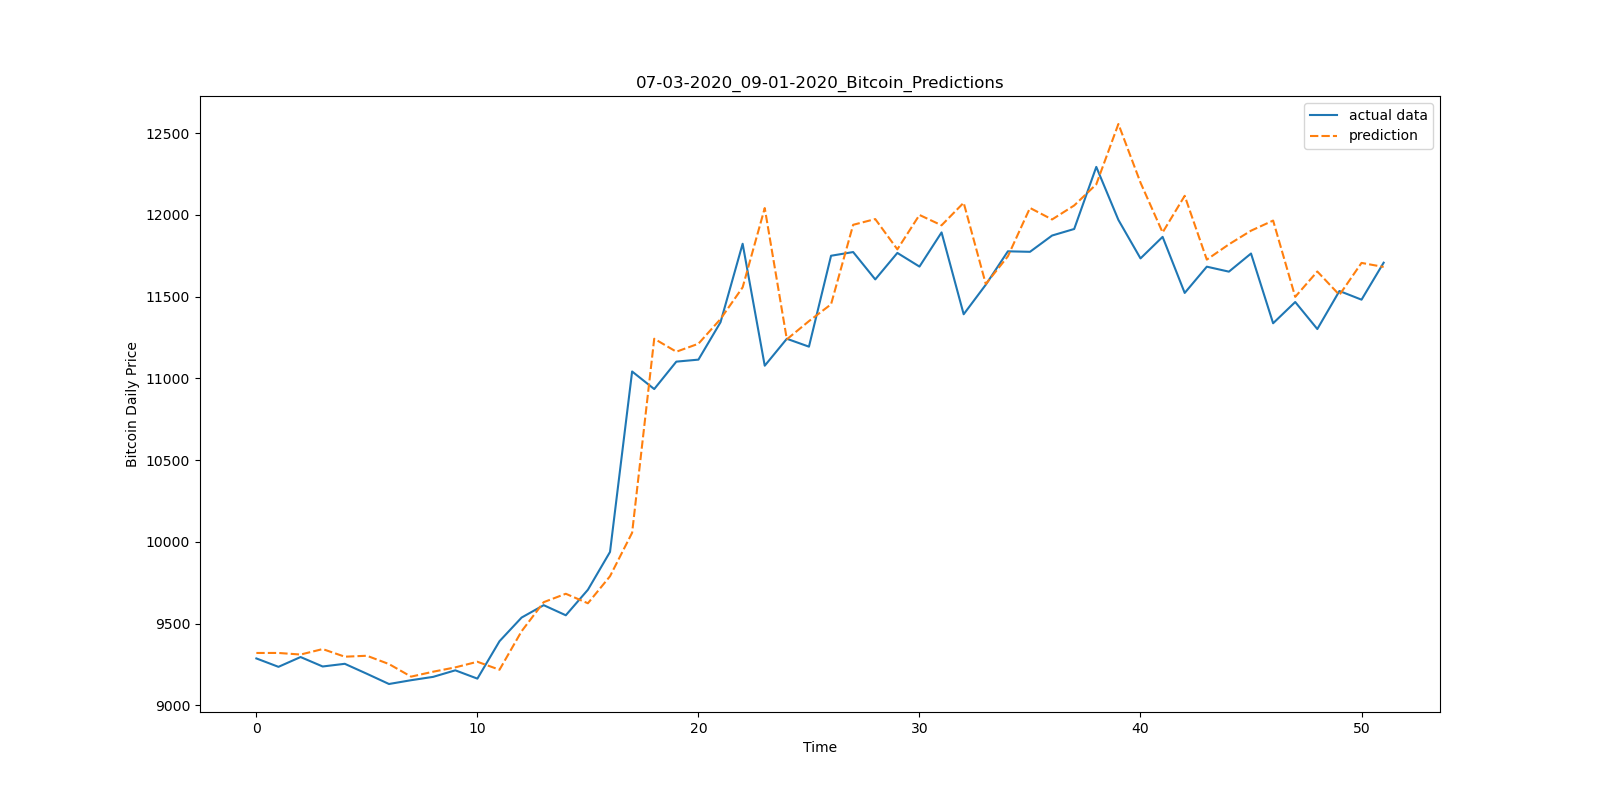 07-03-2020_09-01-2020_Bitcoin_Predictions
actual data
prediction
12500
12000
11500
11000
10500
10000
9500
9000
Bitcoin Daily Price
0 10 20 30 40 50
Time